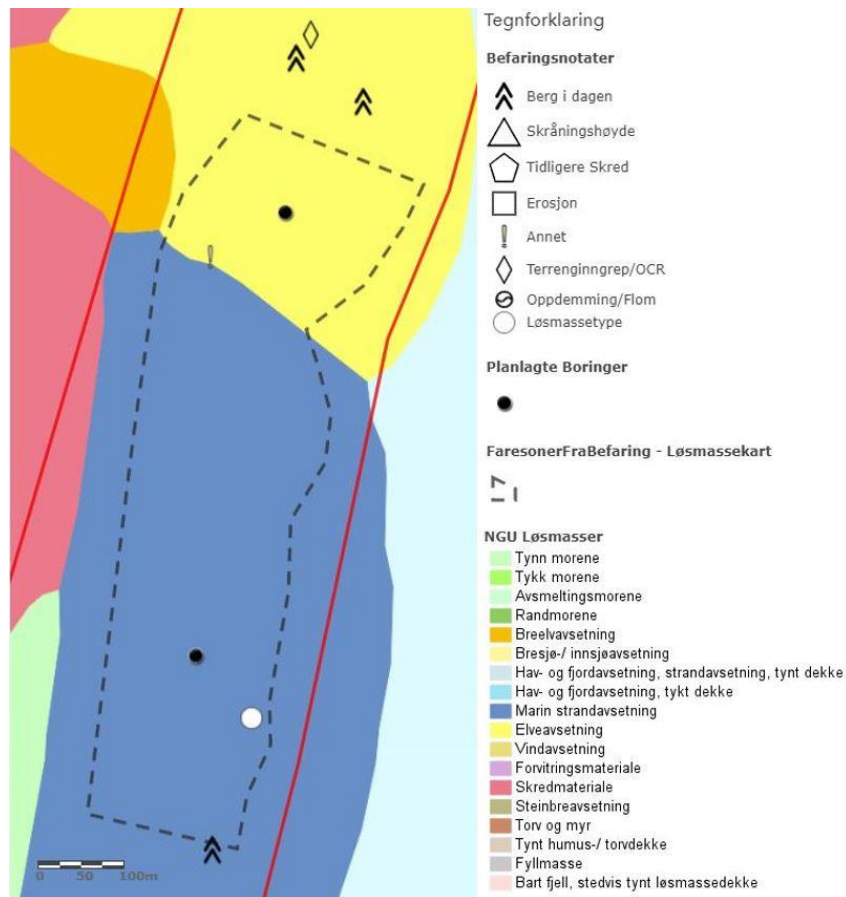 Tegnforklaring
Befaringsnotater
Berg i dagen
Skråningshøyde
Tidligere Skred
Erosjon
Annet
Terrenginngrep/OCR
Oppdemming/Flom
Løsmassetype
Planlagte Boringer
FaresonerFraBefaring - Løsmassekart
NGU Løsmasser
Tynn morene
Tykk morene
Avsmeltingsmorene
Randmorene
Breelvavsetning
Bresjø-/ innsjøavsetning
Hav- og fjordavsetning, strandavsetning, tynt dekke
Hav- og fjordavsetning, tykt dekke
Marin strandavsetning
Elveavsetning
Vindavsetning
Forvitringsmateriale
Skredmateriale
Steinbreavsetning
Torv og myr
Tynt humus-/ torvdekke
Fyllmasse
Bart fjell, stedvis tynt løsmassedekke
0 50 100m